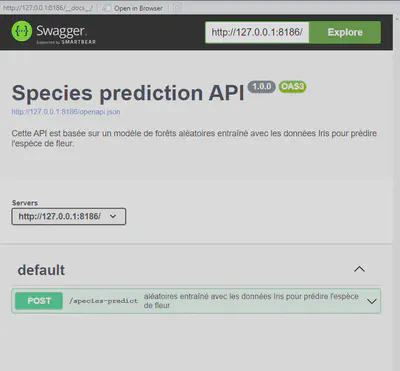 http://127.0.0.1:8186/__docs__/
Open in Browser
Swagger.
Supported by SMARTBEAR
http://127.0.0.1:8186/
Explore
Species prediction API 1.0.0 OAS3
http://127.0.0.1:8186/openapi.json
Cette API est basée sur un modèle de forêts aléatoires entraîné avec les données Iris pour prédire
l'espèce de fleur.
Servers
http://127.0.0.1:8186/
default
POST
/species-predict
aléatoires entraîné avec les données Iris pour prédire l'espèce
de fleur.